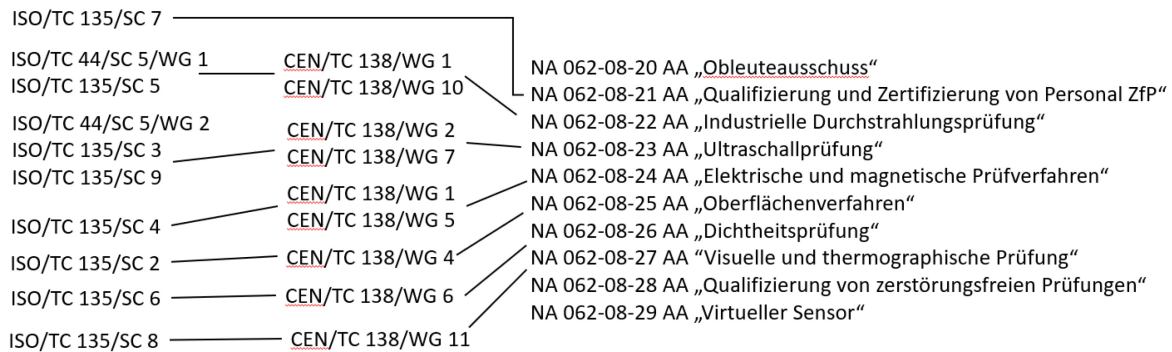 ISO/TC 135/SC 7
ISO/TC 44/SC 5/WG 1
ISO/TC 135/SC 5
ISO/TC 44/SC 5/WG 2
ISO/TC 135/SC 3
ISO/TC 135/SC 9
ISO/TC 135/SC 4
ISO/TC 135/SC 2
ISO/TC 135/SC 6
ISO/TC 135/SC 8
CEN/TC 138/WG 1
CEN/TC 138/WG 10
CEN/TC 138/WG 2
CEN/TC 138/WG 7
CEN/TC 138/WG 1
CEN/TC 138/WG 5
CEN/TC 138/WG 4
CEN/TC 138/WG 6
CEN/TC 138/WG 11
NA 062-08-20 AA „Obleuteausschuss“
NA 062-08-21 AA „Qualifizierung und Zertifizierung von Personal ZfP“
NA 062-08-22 AA „Industrielle Durchstrahlungsprüfung“
NA 062-08-23 AA „Ultraschallprüfung“
NA 062-08-24 AA „Elektrische und magnetische Prüfverfahren“
NA 062-08-25 AA „Oberflächenverfahren“
NA 062-08-26 AA „Dichtheitsprüfung“
NA 062-08-27 AA “Visuelle und thermographische Prüfung“
NA 062-08-28 AA „Qualifizierung von zerstörungsfreien Prüfungen“
NA 062-08-29 AA „Virtueller Sensor“